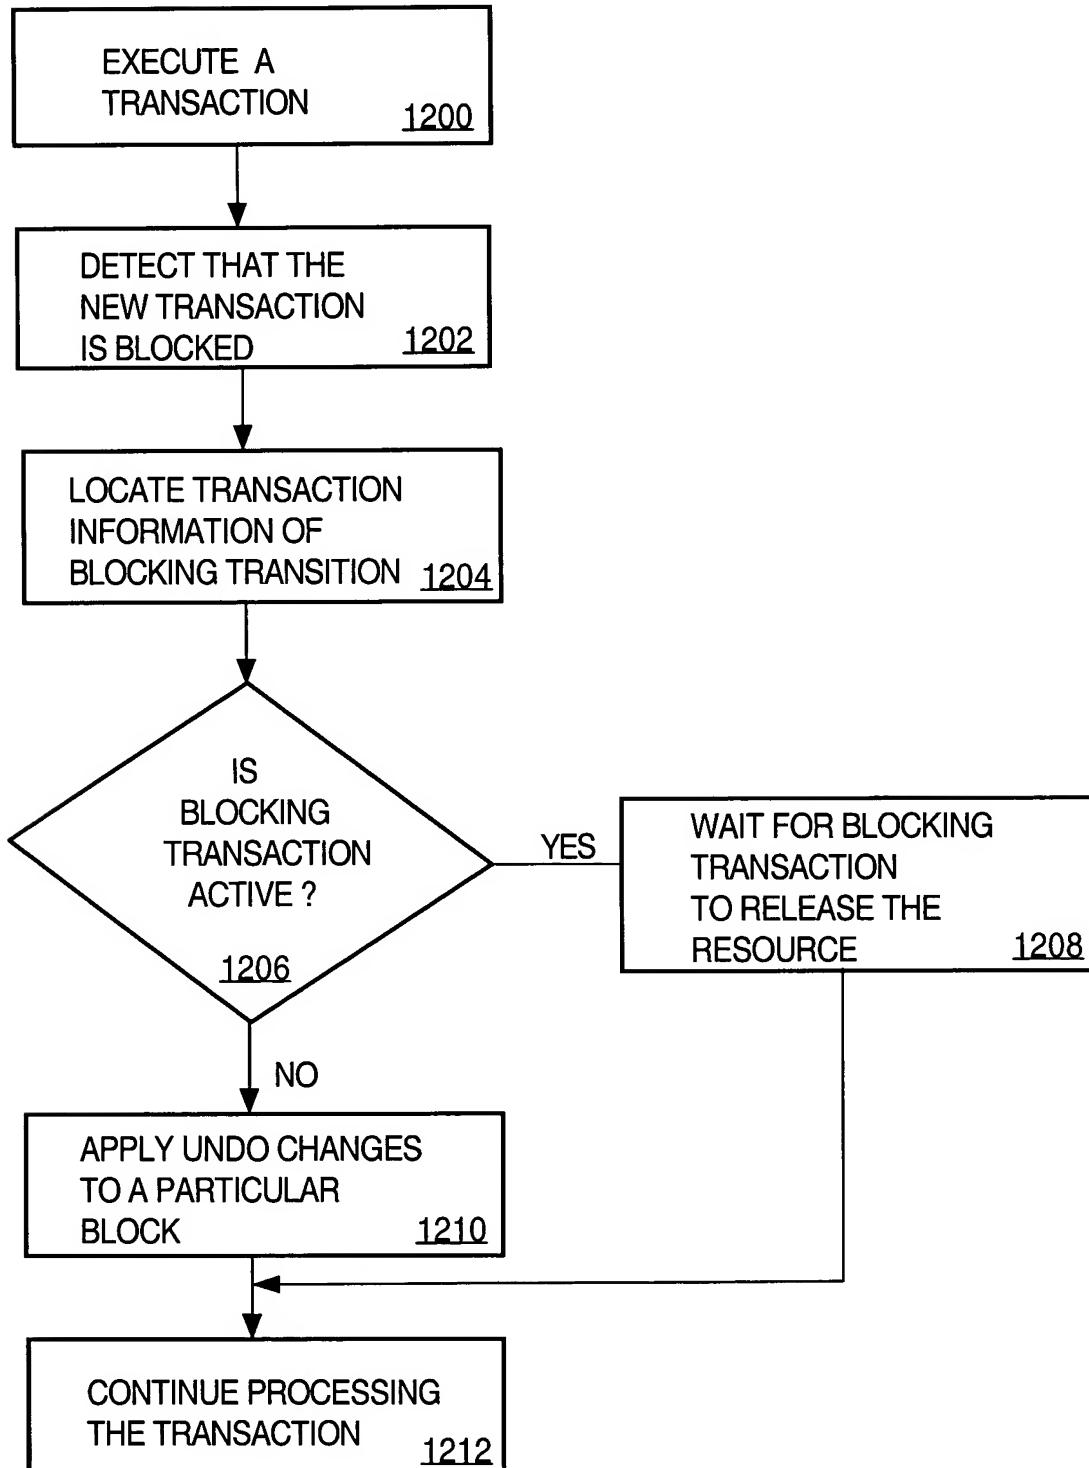 EXECUTE A
TRANSACTION
1200
DETECT THAT THE
NEW TRANSACTION
IS BLOCKED
1202
LOCATE TRANSACTION
INFORMATION OF
BLOCKING TRANSITION
1204
IS
BLOCKING
TRANSACTION
ACTIVE ?
1206
YES
WAIT FOR BLOCKING
TRANSACTION
TO RELEASE THE
RESOURCE
1208
NO
APPLY UNDO CHANGES
TO A PARTICULAR
BLOCK
1210
CONTINUE PROCESSING
THE TRANSACTION
1212